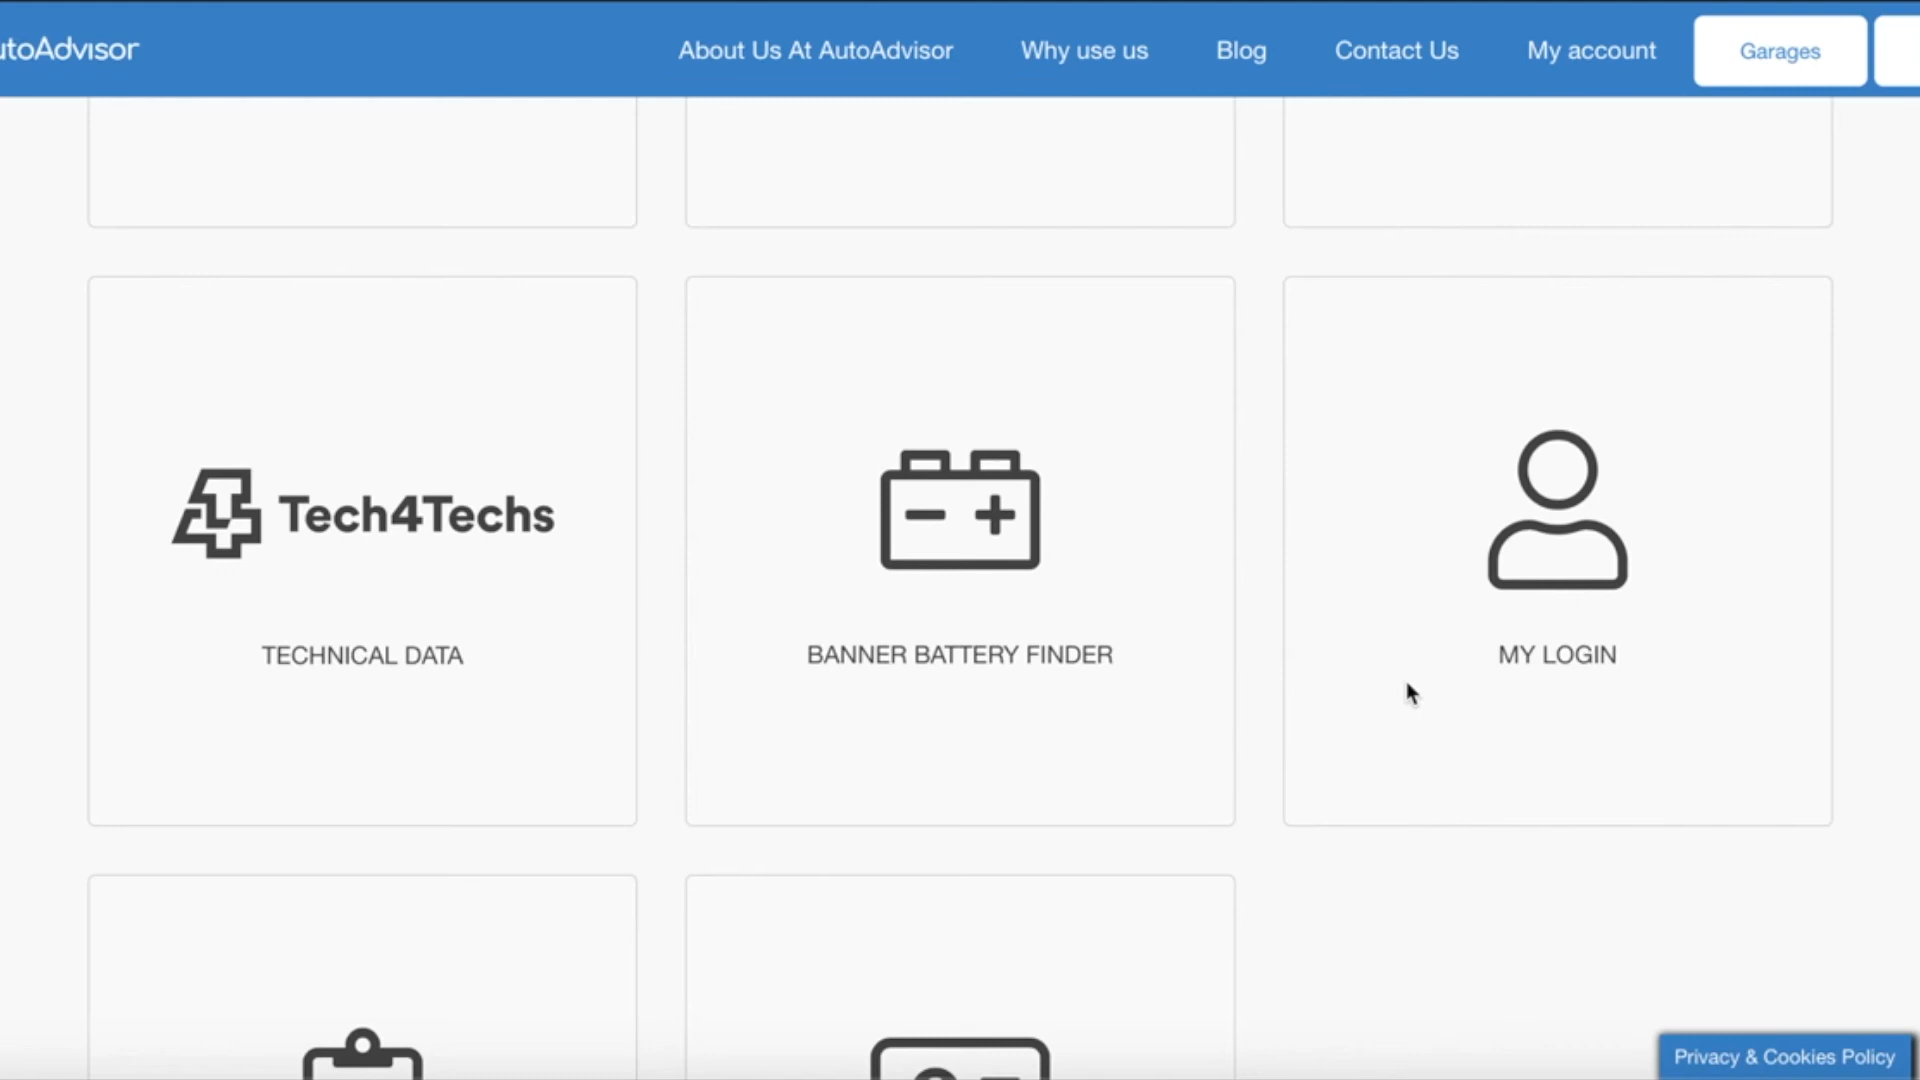 utoAdvisor
About Us At AutoAdvisor
Why use us
Blog
Contact Us
My account
Garages
Tech4Techs
TECHNICAL DATA
BANNER BATTERY FINDER
MY LOGIN
Privacy & Cookies Policy